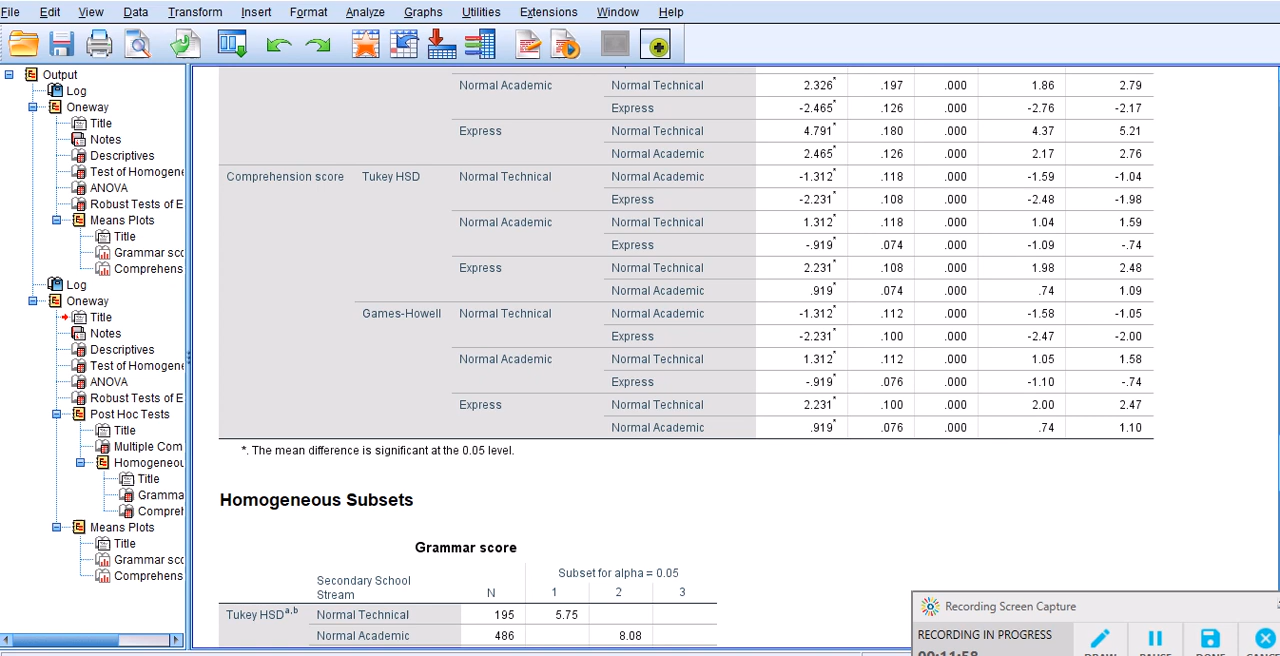 File Edit View Data Transform Insert Format Analyze Graphs Utilities Extensions Window Help
Output
Log
Oneway
Title
Notes
Descriptives
Test of Homogene
ANOVA
Robust Tests of E
Means Plots
Title
Grammar sco
Comprehens
Log
Oneway
Title
Notes
Descriptives
Test of Homogene
ANOVA
Robust Tests of E
Post Hoc Tests
Title
Multiple Com
Homogeneou
Title
Gramma
Compreh
Means Plots
Title
Grammar sco
Comprehens
Normal Academic Normal Technical 2.326* .197 .000 1.86 2.79
Express -2.465* .126 .000 -2.76 -2.17
Express Normal Technical 4.791* .180 .000 4.37 5.21
Normal Academic 2.465* .126 .000 2.17 2.76
Comprehension score Tukey HSD Normal Technical Normal Academic -1.312* .118 .000 -1.59 -1.04
Express -2.231* .108 .000 -2.48 -1.98
Normal Academic Normal Technical 1.312* .118 .000 1.04 1.59
Express -.919* .074 .000 -1.09 -.74
Express Normal Technical 2.231* .108 .000 1.98 2.48
Normal Academic .919* .074 .000 .74 1.09
Games-Howell Normal Technical Normal Academic -1.312* .112 .000 -1.58 -1.05
Express -2.231* .100 .000 -2.47 -2.00
Normal Academic Normal Technical 1.312* .112 .000 1.05 1.58
Express -.919* .076 .000 -1.10 -.74
Express Normal Technical 2.231* .100 .000 2.00 2.47
Normal Academic .919* .076 .000 .74 1.10
*. The mean difference is significant at the 0.05 level.
Homogeneous Subsets
Grammar score
Subset for alpha = 0.05
Secondary School
Stream N 1 2 3
Tukey HSDa,b Normal Technical 195 5.75
Normal Academic 486 8.08
Recording Screen Capture
RECORDING IN PROGRESS
00:11:58
DRAW PAUSE DONE CANCE